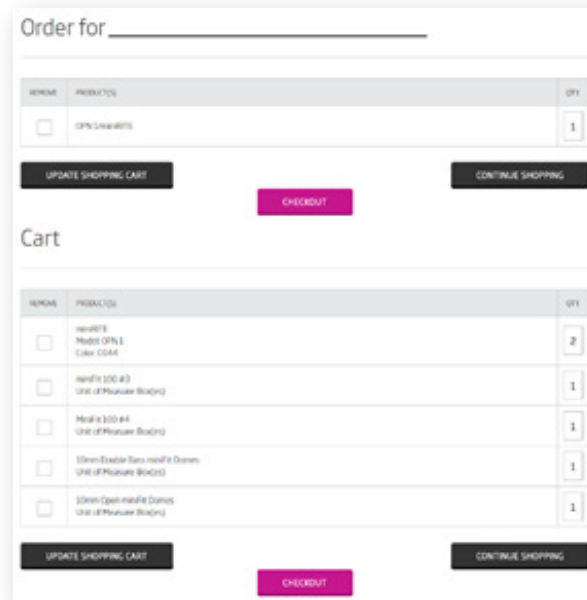 Order for
REMOVE PRODUCT(S) QTY
OPN 1/miniRITE 1
UPDATE SHOPPING CART CONTINUE SHOPPING
CHECKOUT
Cart
REMOVE PRODUCT(S) QTY
miniRITE
Model: OPN 1
Color: C044
2
miniFit 100 #3
Unit of Measure Box(es)
1
MiniFit 100 #4
Unit of Measure Box(es)
1
10mm Double Bass miniFit Domes
Unit of Measure Box(es)
1
10mm Open miniFit Domes
Unit of Measure Box(es)
1
UPDATE SHOPPING CART CONTINUE SHOPPING
CHECKOUT